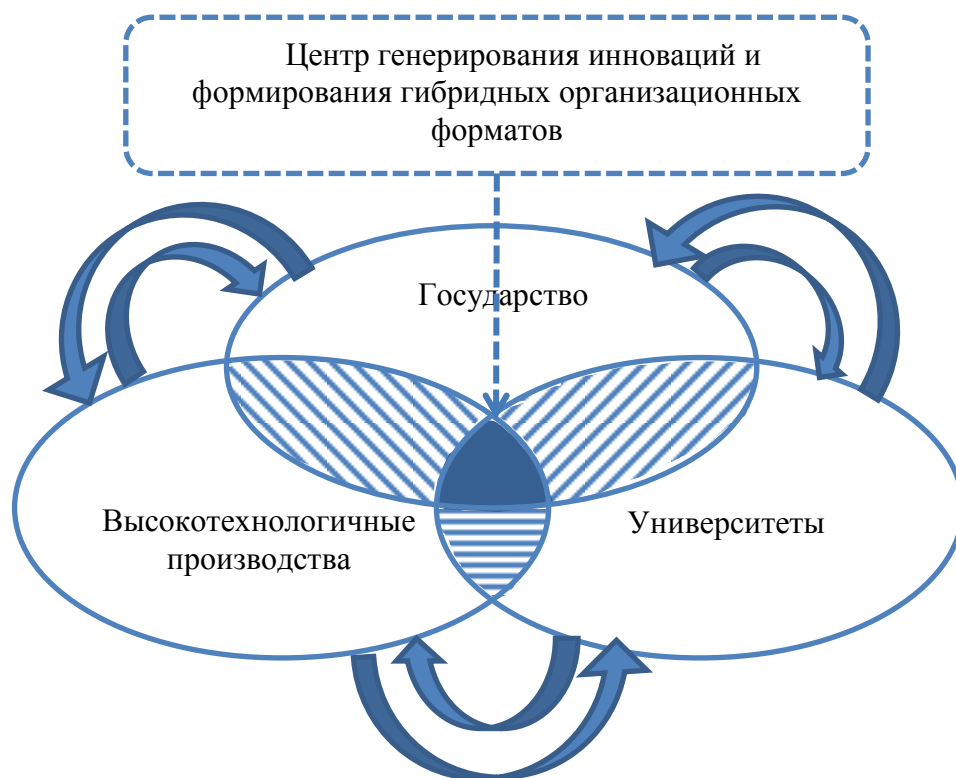 Центр генерирования инноваций и
формирования гибридных организационных
форматов
Государство
Высокотехнологичные
производства
Университеты